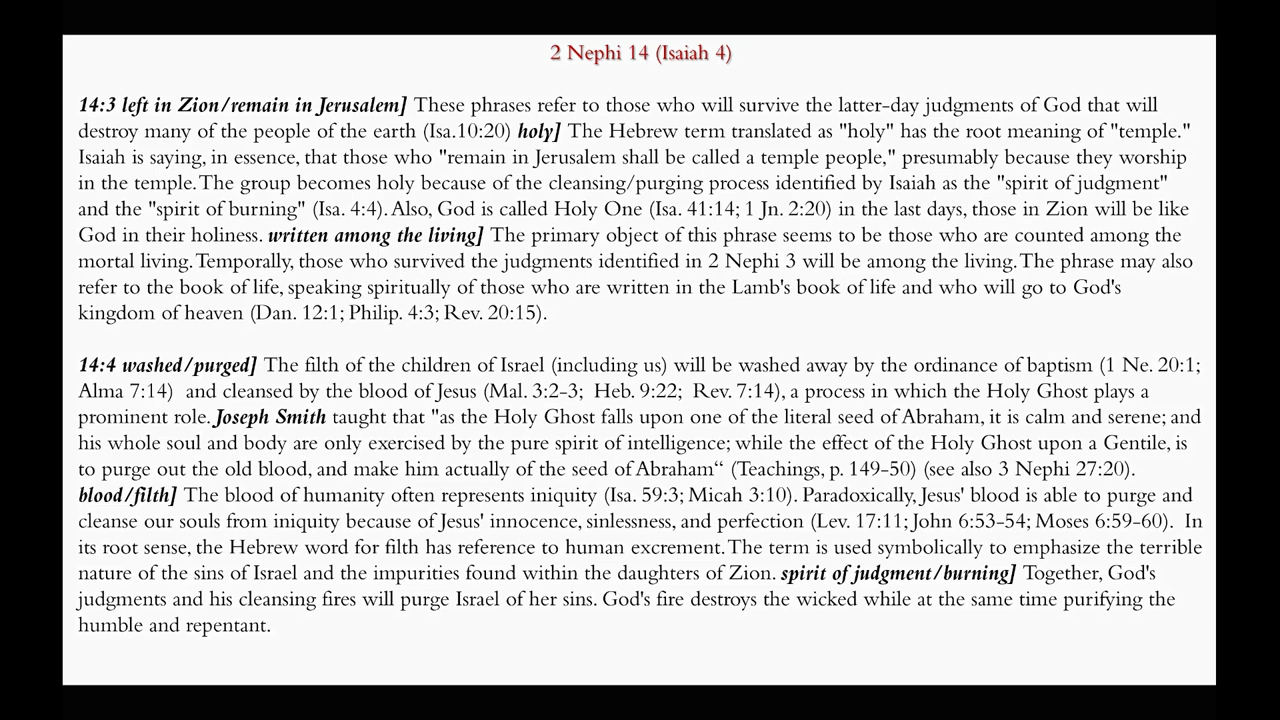 2 Nephi 14 (Isaiah 4)
14:3 left in Zion/remain in Jerusalem] These phrases refer to those who will survive the latter-day judgments of God that will
destroy many of the people of the earth (Isa.10:20) holy] The Hebrew term translated as "holy" has the root meaning of "temple."
Isaiah is saying, in essence, that those who "remain in Jerusalem shall be called a temple people," presumably because they worship
in the temple. The group becomes holy because of the cleansing/purging process identified by Isaiah as the "spirit of judgment"
and the "spirit of burning" (Isa. 4:4). Also, God is called Holy One (Isa. 41:14; 1 Jn. 2:20) in the last days, those in Zion will be like
God in their holiness. written among the living] The primary object of this phrase seems to be those who are counted among the
mortal living. Temporally, those who survived the judgments identified in 2 Nephi 3 will be among the living. The phrase may also
refer to the book of life, speaking spiritually of those who are written in the Lamb's book of life and who will go to God's
kingdom of heaven (Dan. 12:1; Philip. 4:3; Rev. 20:15).
14:4 washed/purged] The filth of the children of Israel (including us) will be washed away by the ordinance of baptism (1 Ne. 20:1;
Alma 7:14) and cleansed by the blood of Jesus (Mal. 3:2-3; Heb. 9:22; Rev. 7:14), a process in which the Holy Ghost plays a
prominent role. Joseph Smith taught that "as the Holy Ghost falls upon one of the literal seed of Abraham, it is calm and serene; and
his whole soul and body are only exercised by the pure spirit of intelligence; while the effect of the Holy Ghost upon a Gentile, is
to purge out the old blood, and make him actually of the seed of Abraham“ (Teachings, p. 149-50) (see also 3 Nephi 27:20).
blood/filth] The blood of humanity often represents iniquity (Isa. 59:3; Micah 3:10). Paradoxically, Jesus' blood is able to purge and
cleanse our souls from iniquity because of Jesus' innocence, sinlessness, and perfection (Lev. 17:11; John 6:53-54; Moses 6:59-60). In
its root sense, the Hebrew word for filth has reference to human excrement. The term is used symbolically to emphasize the terrible
nature of the sins of Israel and the impurities found within the daughters of Zion. spirit of judgment/burning] Together, God's
judgments and his cleansing fires will purge Israel of her sins. God's fire destroys the wicked while at the same time purifying the
humble and repentant.